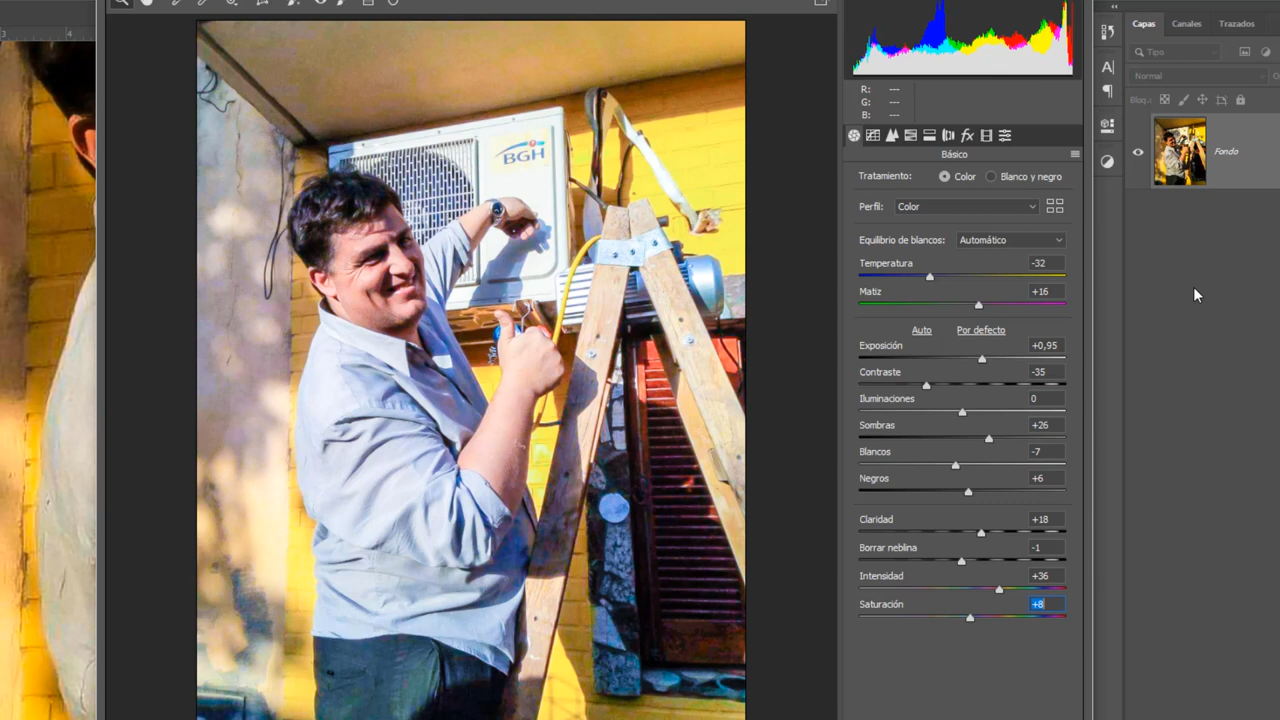 3
4
BGH
R: ---
G: ---
B: ---
Básico
Tratamiento: Color Blanco y negro
Perfil: Color
Equilibrio de blancos: Automático
Temperatura -32
Matiz +16
Auto Por defecto
Exposición +0,95
Contraste -35
Iluminaciones 0
Sombras +26
Blancos -7
Negros +6
Claridad +18
Borrar neblina -1
Intensidad +36
Saturación +8
Capas Canales Trazados
Tipo
Normal
Bloq.:
Fondo